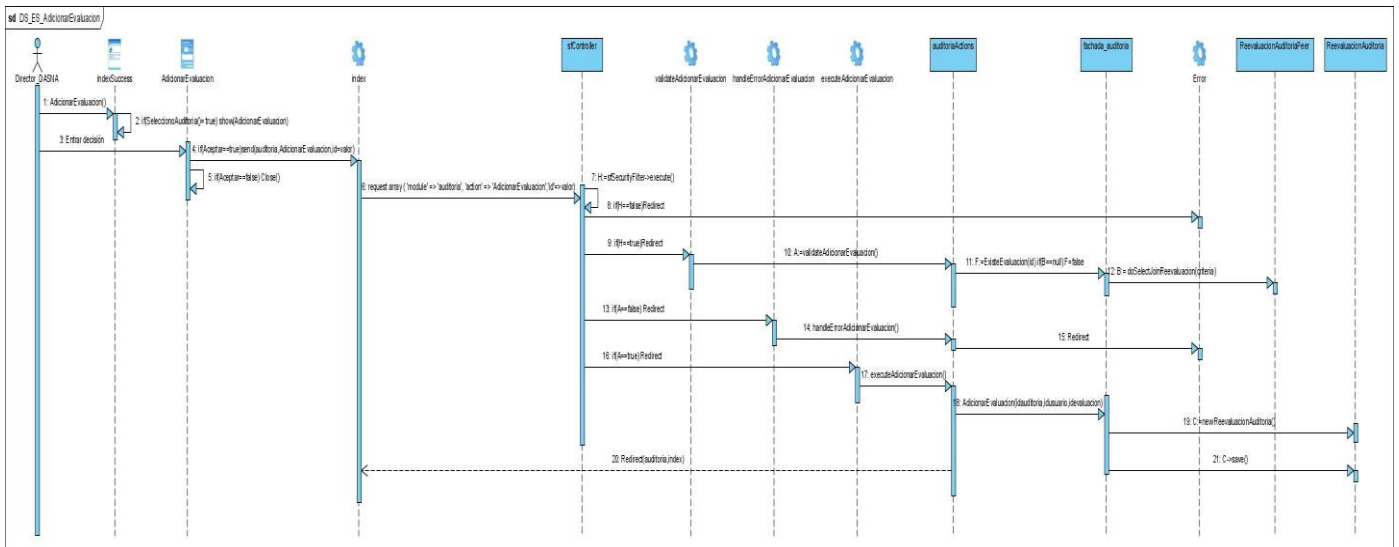 sd DS_ES_AdicionarEvaluacion
Director_DASNA
indexSuccess
AdicionarEvaluacion
index
sfController
validateAdicionarEvaluacion
handleErrorAdicionarEvaluacion
executeAdicionarEvaluacion
auditoriaActions
fachada_auditoria
Error
ReevaluacionAuditoriaPeer
ReevaluacionAuditoria
1: AdicionarEvaluacion()
2: if(SeleccionoAuditoria()= true) show(AdicionarEvaluacion)
3: Entrar decisión
4: if(Aceptar==true)send(auditoria,AdicionarEvaluacion,id=valor)
5: if(Aceptar==false) Close()
6: request array ( 'module' => 'auditoria', 'action' => 'AdicionarEvaluacion','id'=>valor)
7: H:=sfSecurityFilter->execute()
8: if(H==false)Redirect
9: if(H==true)Redirect
10: A:=validateAdicionarEvaluacion()
11: F:=ExisteEvaluacion(id) if(B==null) F=false
12: B:= doSelectJoinReevaluacion(criteria)
13: if(A==false) Redirect
14: handleErrorAdicionarEvaluacion()
15: Redirect
16: if(A==true)Redirect
17: executeAdicionarEvaluacion()
18: AdicionarEvaluacion(idauditoria,idusuario,idevaluacion)
19: C:=new ReevaluacionAuditoria()
20: Redirect(auditoria,index)
21: C->save()